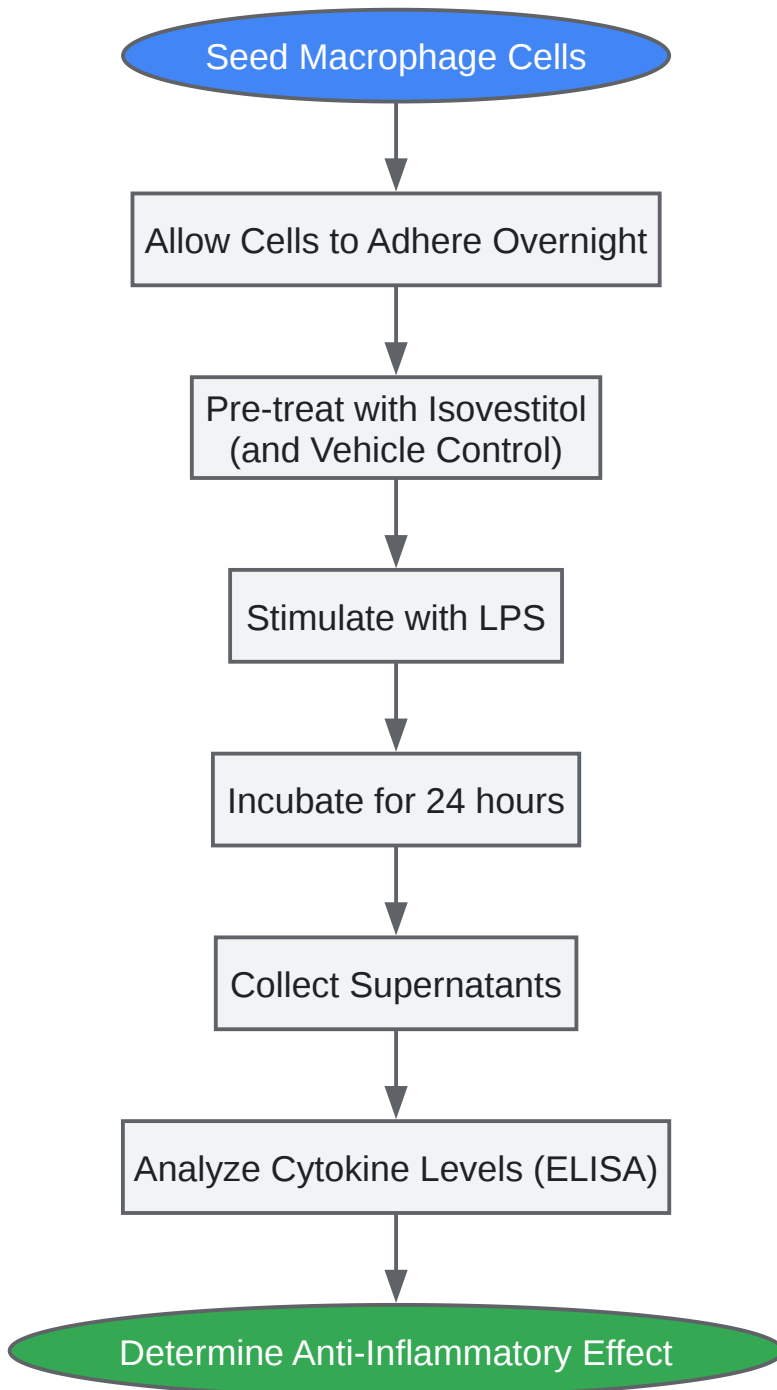 Seed Macrophage Cells
Allow Cells to Adhere Overnight
Pre-treat with Isovestitol
(and Vehicle Control)
Stimulate with LPS
Incubate for 24 hours
Collect Supernatants
Analyze Cytokine Levels (ELISA)
Determine Anti-Inflammatory Effect